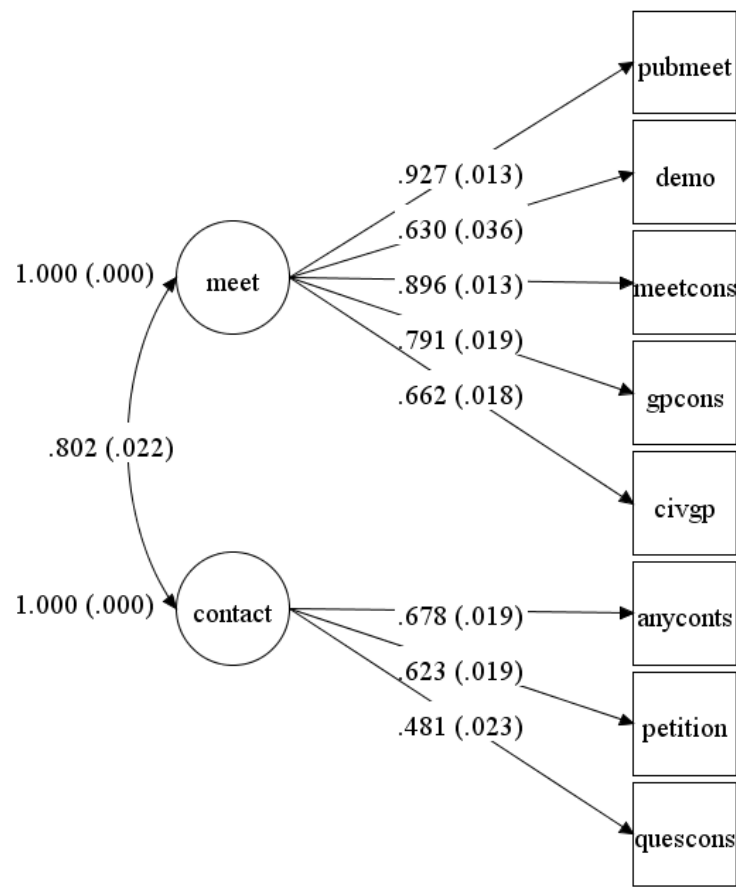 pubmeet
.927 (.013)
demo
.630 (.036)
1.000 (.000)
meet
.896 (.013)
meetcons
.791 (.019)
gpcons
.662 (.018)
.802 (.022)
civgp
1.000 (.000)
contact
.678 (.019)
anyconts
.623 (.019)
petition
.481 (.023)
quescons